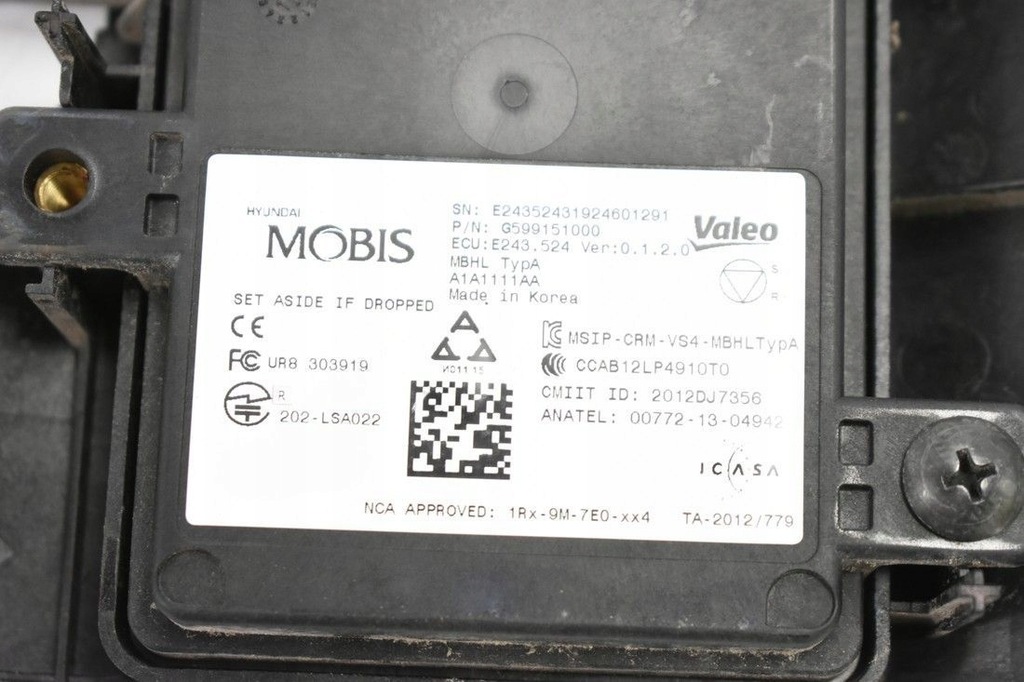 HYUNDAI
MOBIS
SN: E24352431924601291
P/N: G599151000
ECU:E243.524 Ver:0.1.2.0
MBHL TypA
A1A1111AA
Made in Korea
Valeo
S
R
SET ASIDE IF DROPPED
CE
FC UR8 303919
R
202-LSA022
И011 15
MSIP-CRM-VS4-MBHLTypA
CCAB12LP4910T0
CMIIT ID: 2012DJ7356
ANATEL: 00772-13-04942
ICASA
NCA APPROVED: 1Rx-9M-7E0-xx4
TA-2012/779